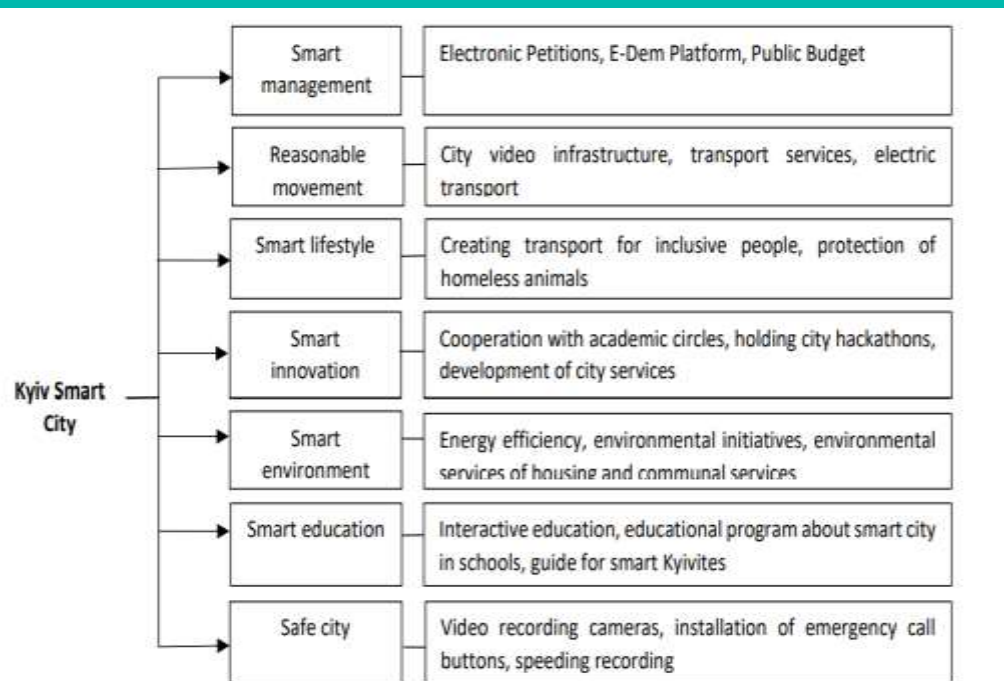 Smart
management
Electronic Petitions, E-Dem Platform, Public Budget
Reasonable
movement
City video infrastructure, transport services, electric
transport
Smart lifestyle
Creating transport for inclusive people, protection of
homeless animals
Smart
innovation
Cooperation with academic circles, holding city hackathons,
development of city services
Kyiv Smart
City
Smart
environment
Energy efficiency, environmental initiatives, environmental
services of housing and communal services
Smart education
Interactive education, educational program about smart city
in schools, guide for smart Kyivites
Safe city
Video recording cameras, installation of emergency call
buttons, speeding recording